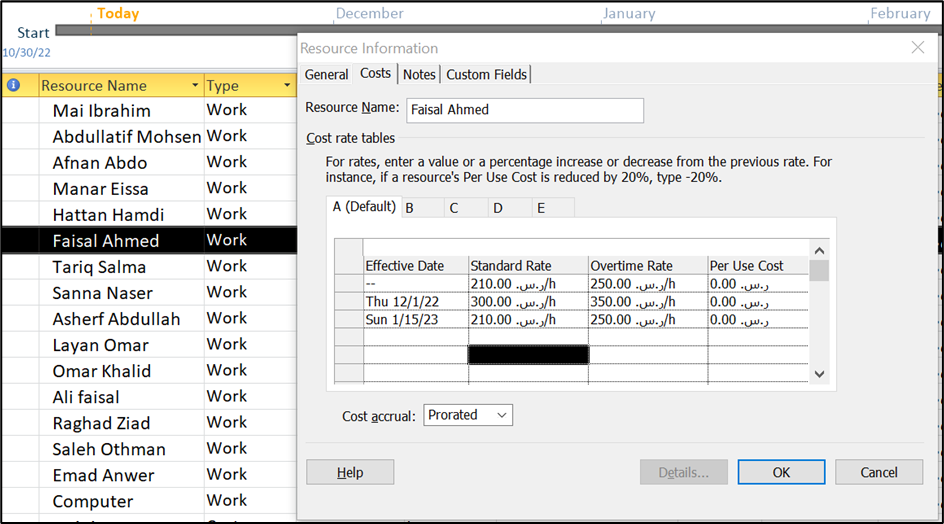 Today
December
January
February
Start
10/30/22
Resource Information
General Costs Notes Custom Fields
Resource Name: Faisal Ahmed
Cost rate tables
For rates, enter a value or a percentage increase or decrease from the previous rate. For
instance, if a resource's Per Use Cost is reduced by 20%, type -20%.
A (Default) B C D E
Effective Date Standard Rate Overtime Rate Per Use Cost
-- 210.00 ر.س.‏/h 250.00 ر.س.‏/h 0.00 ر.س.‏
Thu 12/1/22 300.00 ر.س.‏/h 350.00 ر.س.‏/h 0.00 ر.س.‏
Sun 1/15/23 210.00 ر.س.‏/h 250.00 ر.س.‏/h 0.00 ر.س.‏
Cost accrual: Prorated
Help Details... OK Cancel
Resource Name Type
Mai Ibrahim Work
Abdullatif Mohsen Work
Afnan Abdo Work
Manar Eissa Work
Hattan Hamdi Work
Faisal Ahmed Work
Tariq Salma Work
Sanna Naser Work
Asherf Abdullah Work
Layan Omar Work
Omar Khalid Work
Ali faisal Work
Raghad Ziad Work
Saleh Othman Work
Emad Anwer Work
Computer Work